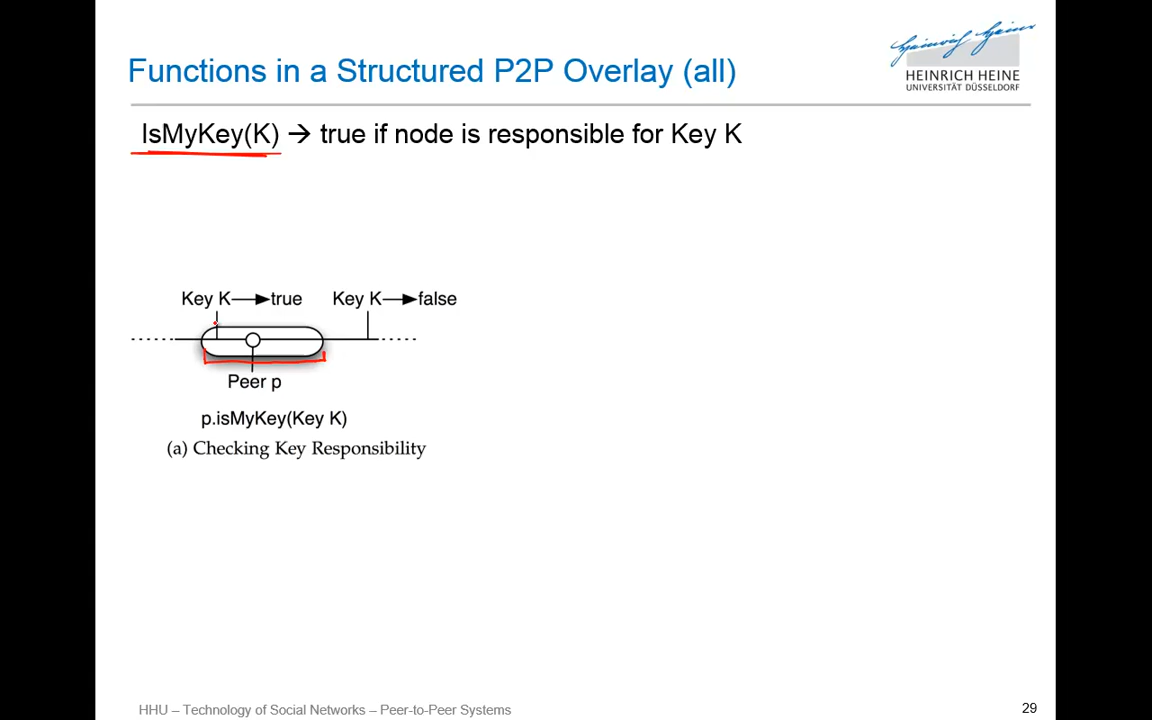 Heinrich Heine
HEINRICH HEINE
UNIVERSITÄT DÜSSELDORF
Functions in a Structured P2P Overlay (all)
IsMyKey(K) → true if node is responsible for Key K
Key K → true Key K → false
Peer p
p.isMyKey(Key K)
(a) Checking Key Responsibility
HHU – Technology of Social Networks – Peer-to-Peer Systems
29